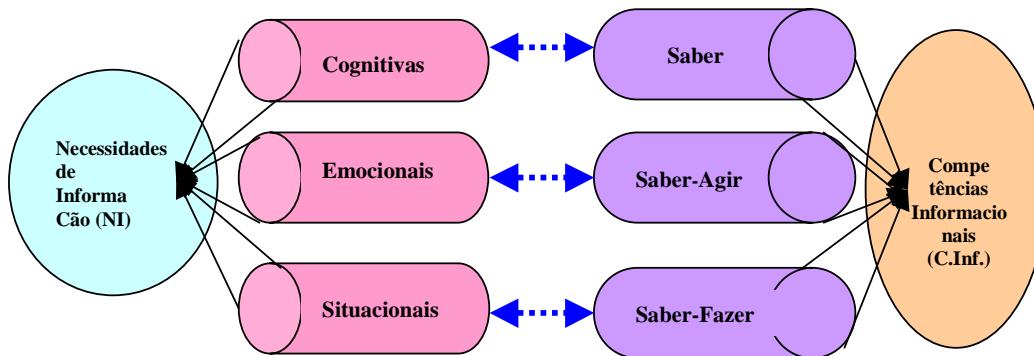 Necessidades
de
Informa
Cão (NI)
Cognitivas
Emocionais
Situacionais
Saber
Saber-Agir
Saber-Fazer
Compe
tências
Informacio
nais
(C.Inf.)